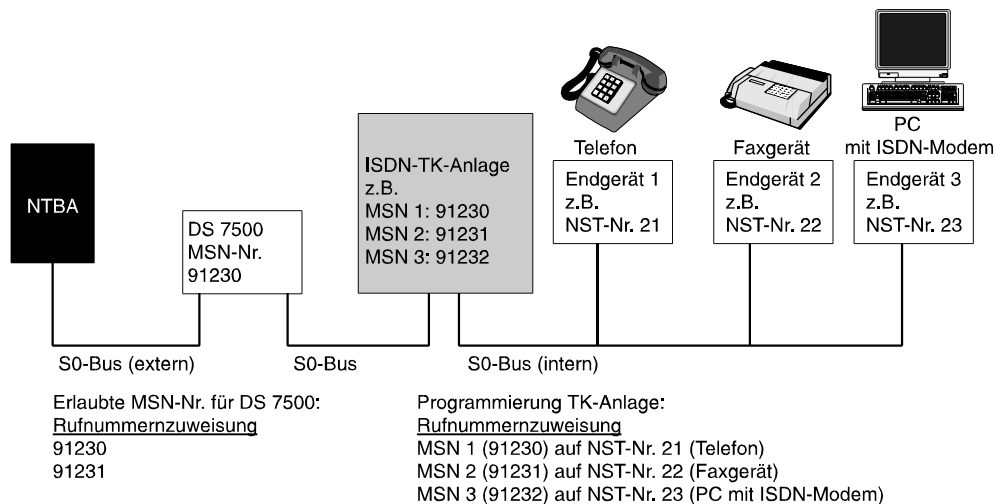 NTBA
DS 7500
MSN-Nr.
91230
ISDN-TK-Anlage
z.B.
MSN 1: 91230
MSN 2: 91231
MSN 3: 91232
Telefon
Endgerät 1
z.B.
NST-Nr. 21
Faxgerät
Endgerät 2
z.B.
NST-Nr. 22
PC
mit ISDN-Modem
Endgerät 3
z.B.
NST-Nr. 23
S0-Bus (extern)
S0-Bus
S0-Bus (intern)
Erlaubte MSN-Nr. für DS 7500:
Rufnummernzuweisung
91230
91231
Programmierung TK-Anlage:
Rufnummernzuweisung
MSN 1 (91230) auf NST-Nr. 21 (Telefon)
MSN 2 (91231) auf NST-Nr. 22 (Faxgerät)
MSN 3 (91232) auf NST-Nr. 23 (PC mit ISDN-Modem)